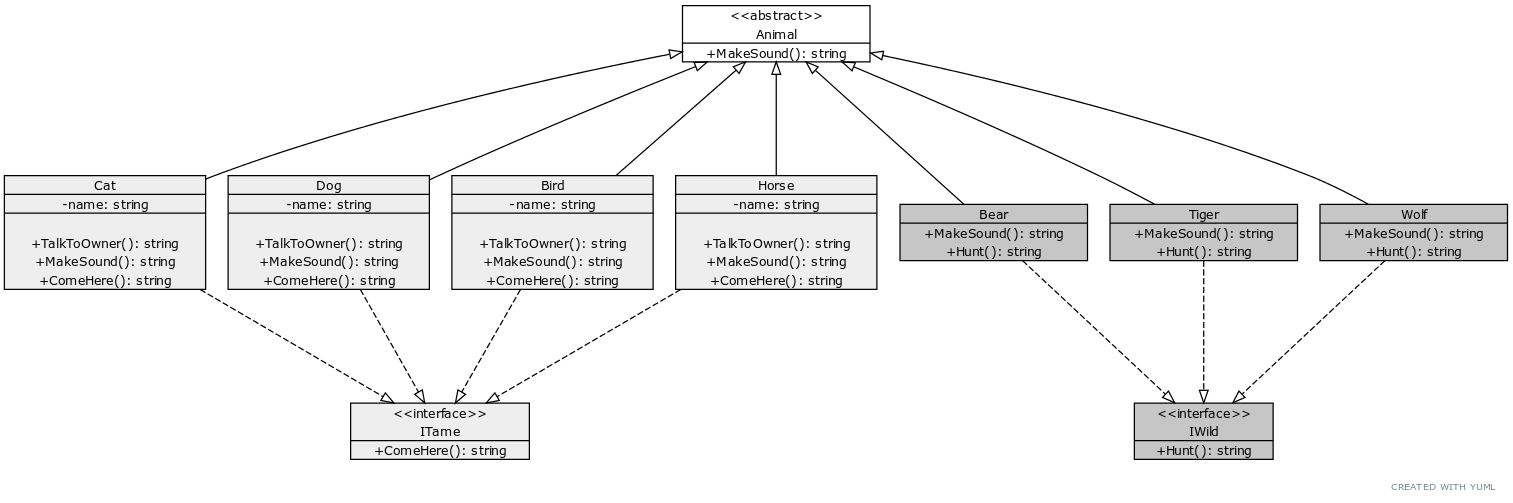 <<abstract>>
Animal
+MakeSound(): string
Cat
-name: string
+TalkToOwner(): string
+MakeSound(): string
+ComeHere(): string
Dog
-name: string
+TalkToOwner(): string
+MakeSound(): string
+ComeHere(): string
Bird
-name: string
+TalkToOwner(): string
+MakeSound(): string
+ComeHere(): string
Horse
-name: string
+TalkToOwner(): string
+MakeSound(): string
+ComeHere(): string
Bear
+MakeSound(): string
+Hunt(): string
Tiger
+MakeSound(): string
+Hunt(): string
Wolf
+MakeSound(): string
+Hunt(): string
<<interface>>
ITame
+ComeHere(): string
<<interface>>
IWild
+Hunt(): string
CREATED WITH YUML